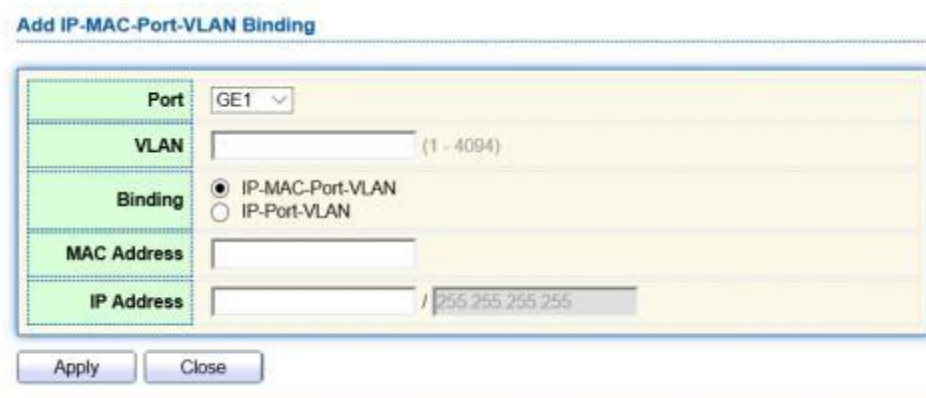 Add IP-MAC-Port-VLAN Binding
Port GE1
VLAN (1 - 4094)
Binding IP-MAC-Port-VLAN
IP-Port-VLAN
MAC Address
IP Address / 255.255.255.255
Apply Close